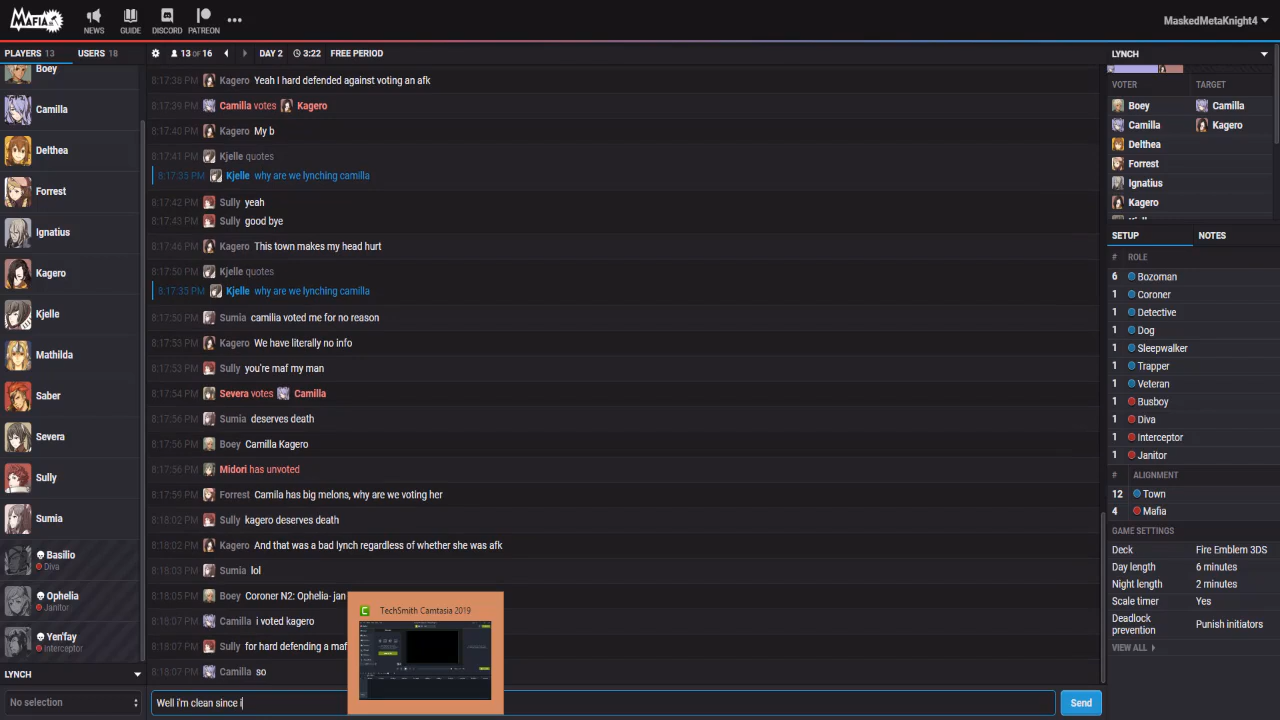 MAFIA.gg
NEWS
GUIDE
DISCORD
PATREON
MaskedMetaKnight4
PLAYERS 13
USERS 18
13 OF 16
DAY 2
3:22
FREE PERIOD
Boey
Camilla
Delthea
Forrest
Ignatius
Kagero
Kjelle
Mathilda
Saber
Severa
Sully
Sumia
Basilio
Diva
Ophelia
Janitor
Yen'fay
Interceptor
LYNCH
No selection
8:17:38 PM Kagero Yeah I hard defended against voting an afk
8:17:39 PM Camilla votes Kagero
8:17:40 PM Kagero My b
8:17:41 PM Kjelle quotes
8:17:35 PM Kjelle why are we lynching camilla
8:17:42 PM Sully yeah
8:17:43 PM Sully good bye
8:17:46 PM Kagero This town makes my head hurt
8:17:50 PM Kjelle quotes
8:17:35 PM Kjelle why are we lynching camilla
8:17:50 PM Sumia camilia voted me for no reason
8:17:53 PM Kagero We have literally no info
8:17:53 PM Sully you're maf my man
8:17:54 PM Severa votes Camilla
8:17:56 PM Sumia deserves death
8:17:56 PM Boey Camilla Kagero
8:17:56 PM Midori has unvoted
8:17:59 PM Forrest Camila has big melons, why are we voting her
8:18:02 PM Sully kagero deserves death
8:18:02 PM Kagero And that was a bad lynch regardless of whether she was afk
8:18:03 PM Sumia lol
8:18:05 PM Boey Coroner N2: Ophelia- jan
8:18:07 PM Camilla i voted kagero
8:18:07 PM Sully for hard defending a maf
8:18:07 PM Camilla so
TechSmith Camtasia 2019
Well i'm clean since i
Send
LYNCH
VOTER TARGET
Boey Camilla
Camilla Kagero
Delthea
Forrest
Ignatius
Kagero
Kjelle
SETUP NOTES
# ROLE
6 Bozoman
1 Coroner
1 Detective
1 Dog
1 Sleepwalker
1 Trapper
1 Veteran
1 Busboy
1 Diva
1 Interceptor
1 Janitor
# ALIGNMENT
12 Town
4 Mafia
GAME SETTINGS
Deck Fire Emblem 3DS
Day length 6 minutes
Night length 2 minutes
Scale timer Yes
Deadlock prevention Punish initiators
VIEW ALL